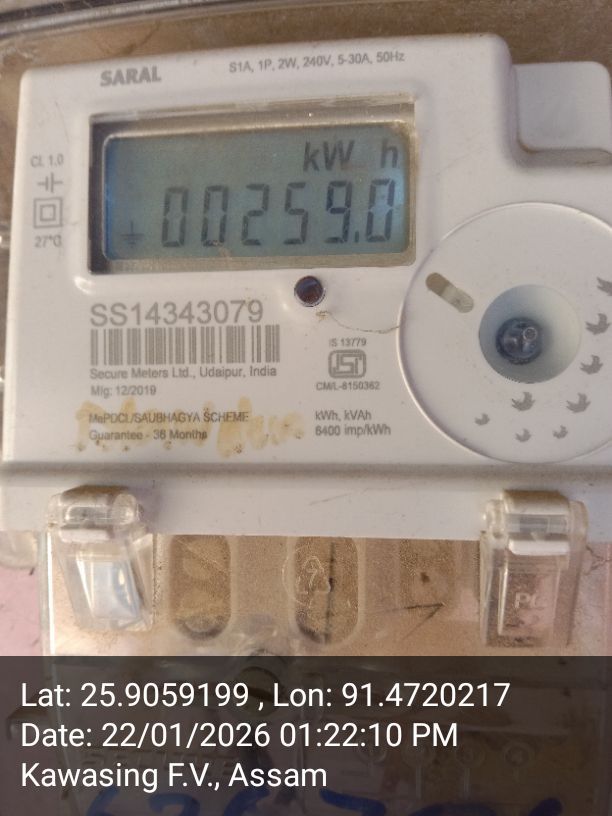 SARAL
S1A, 1P, 2W, 240V, 5-30A, 50Hz
Cl. 1.0
27°C
kW h
00259.0
SS14343079
Secure Meters Ltd., Udaipur, India
Mfg: 12/2019
IS 13779
ISI
CM/L-8150362
MePDCL/SAUBHAGYA SCHEME
Guarantee - 36 Months
kWh, kVAh
6400 imp/kWh
Lat: 25.9059199 , Lon: 91.4720217
Date: 22/01/2026 01:22:10 PM
Kawasing F.V., Assam